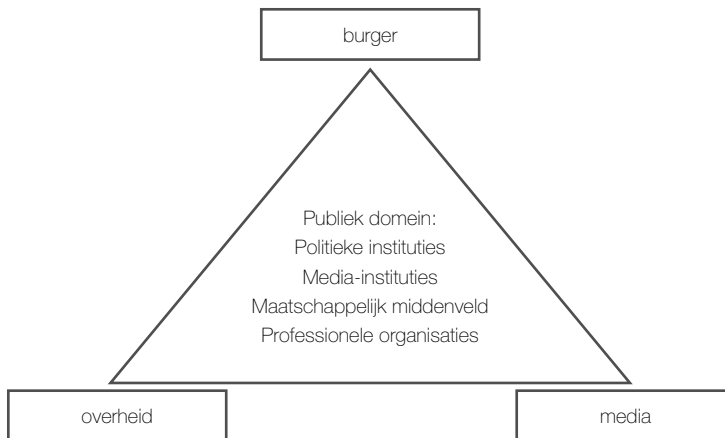 burger
Publiek domein:
Politieke instituties
Media-instituties
Maatschappelijk middenveld
Professionele organisaties
overheid
media